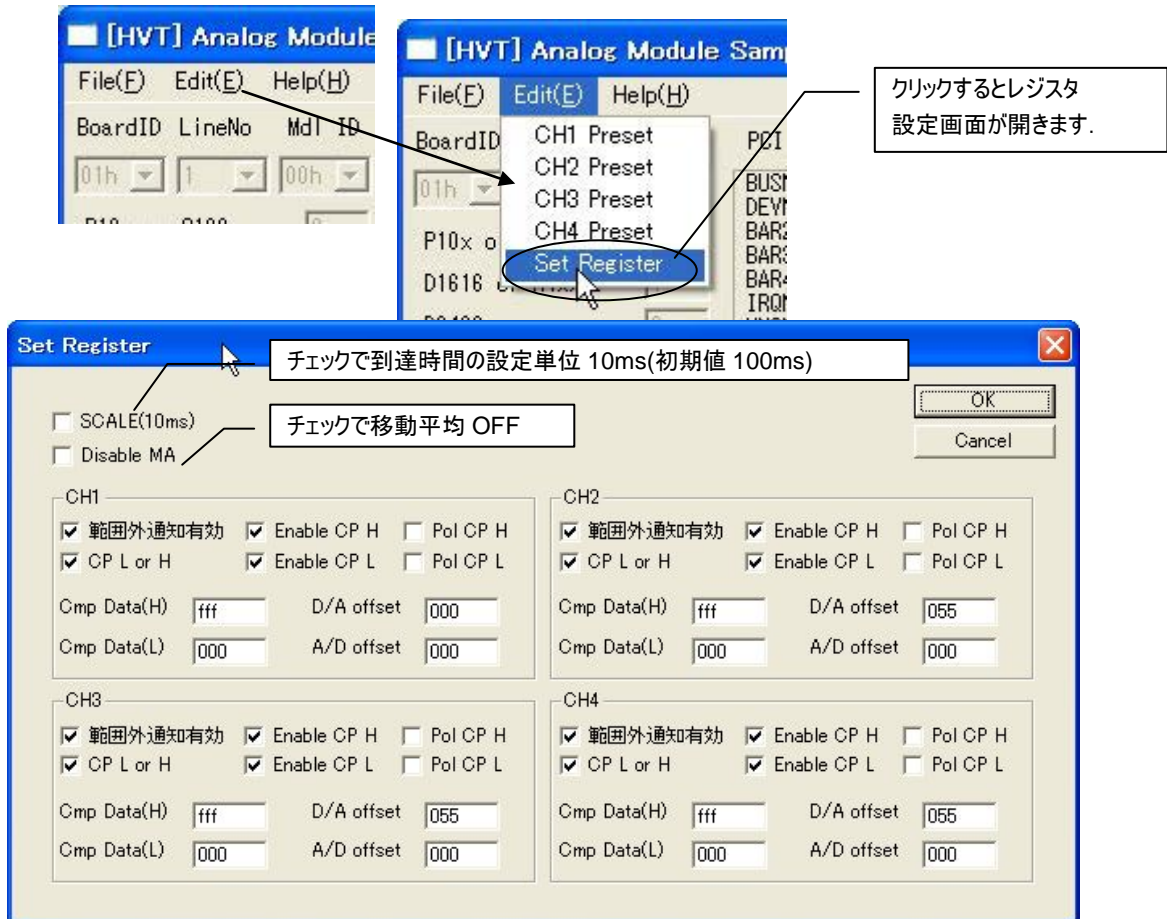 [HVT] Analog Module
File(F) Edit(E) Help(H)
BoardID LineNo Mdl ID
01h 1 00h
[HVT] Analog Module Sam
File(F) Edit(E) Help(H)
BoardID
01h
CH1 Preset
CH2 Preset
CH3 Preset
CH4 Preset
Set Register
PCI
BUSN
DEVN
BAR2
BAR3
BAR4
IRQN
P10x o
D1616
クリックするとレジスタ
設定画面が開きます.
Set Register
チェックで到達時間の設定単位 10ms(初期値 100ms)
OK
SCALE(10ms)
チェックで移動平均 OFF
Cancel
Disable MA
CH1
範囲外通知有効 Enable CP H Pol CP H
CP L or H Enable CP L Pol CP L
Cmp Data(H) fff D/A offset 000
Cmp Data(L) 000 A/D offset 000
CH2
範囲外通知有効 Enable CP H Pol CP H
CP L or H Enable CP L Pol CP L
Cmp Data(H) fff D/A offset 055
Cmp Data(L) 000 A/D offset 000
CH3
範囲外通知有効 Enable CP H Pol CP H
CP L or H Enable CP L Pol CP L
Cmp Data(H) fff D/A offset 055
Cmp Data(L) 000 A/D offset 000
CH4
範囲外通知有効 Enable CP H Pol CP H
CP L or H Enable CP L Pol CP L
Cmp Data(H) fff D/A offset 055
Cmp Data(L) 000 A/D offset 000